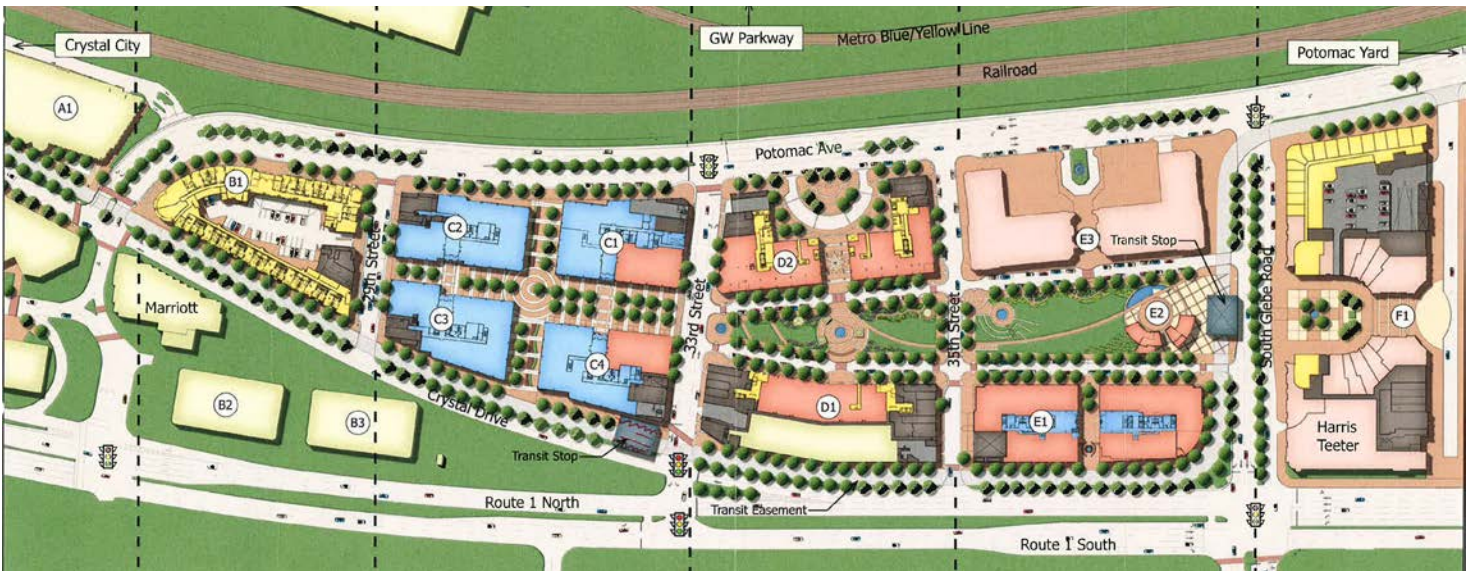 Crystal City
GW Parkway
Metro Blue/Yellow Line
Railroad
Potomac Yard
A1
Potomac Ave
B1
C2
C1
D2
E3
Transit Stop
29th Street
33rd Street
35th Street
South Glebe Road
Marriott
C3
C4
E2
F1
B2
B3
Crystal Drive
D1
E1
Harris
Teeter
Transit Stop
Route 1 North
Transit Easement
Route 1 South